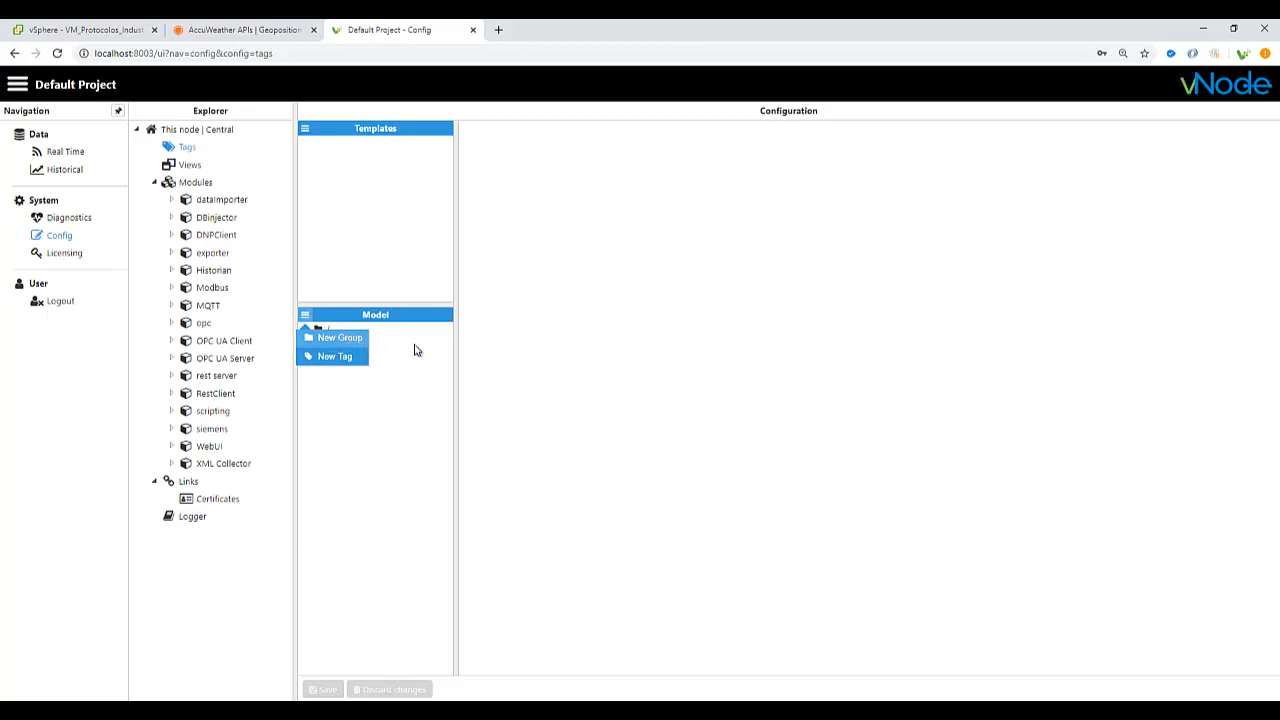 vSphere - VM_Protocolos_Indust
AccuWeather APIs | Geoposition
Default Project - Config
localhost:8003/ui?nav=config&config=tags
Default Project
vNode
Navigation
Explorer
Configuration
Data
Real Time
Historical
System
Diagnostics
Config
Licensing
User
Logout
This node | Central
Tags
Views
Modules
dataImporter
DBinjector
DNPClient
exporter
Historian
Modbus
MQTT
opc
OPC UA Client
OPC UA Server
rest server
RestClient
scripting
siemens
WebUI
XML Collector
Links
Certificates
Logger
Templates
Model
/
New Group
New Tag
Save
Discard changes